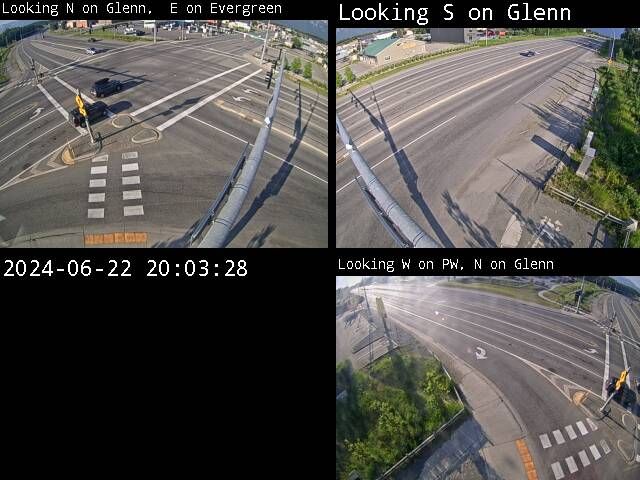 Looking N on Glenn,  E on Evergreen
Looking S on Glenn
2024-06-22 20:03:28
Looking W on PW, N on Glenn